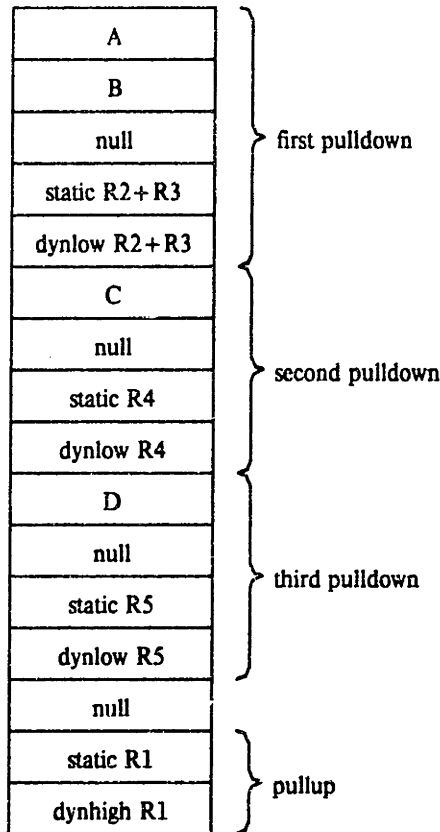 A
B
null
static R2+R3
dynlow R2+R3
first pulldown
C
null
static R4
dynlow R4
second pulldown
D
null
static R5
dynlow R5
third pulldown
null
static R1
dynhigh R1
pullup